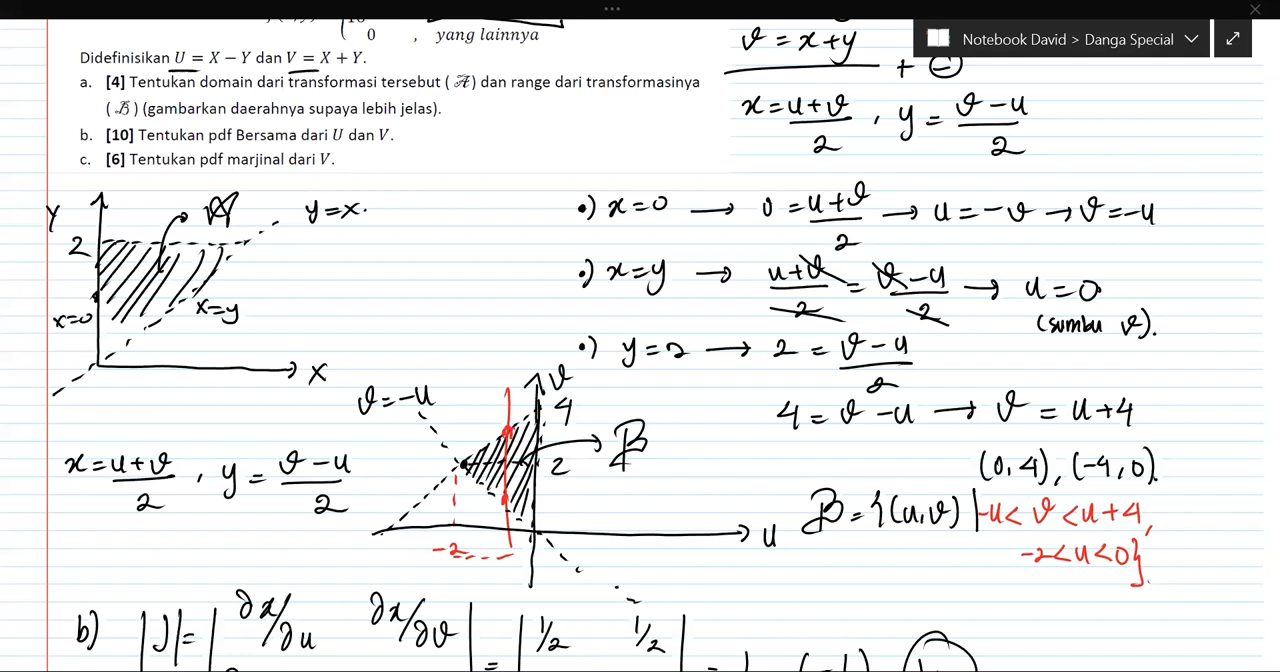 0 , yang lainnya
Didefinisikan U = X − Y dan V = X + Y.
a. [4] Tentukan domain dari transformasi tersebut ( 𝒜 ) dan range dari transformasinya
( ℬ ) (gambarkan daerahnya supaya lebih jelas).
b. [10] Tentukan pdf Bersama dari U dan V.
c. [6] Tentukan pdf marjinal dari V.
Notebook David > Danga Special
v = x+y
+ −
x = u+v/2 , y = v−u/2
Y
2
x=0
A
y=x.
x=y
X
•) x=0 → 0 = u+v/2 → u = −v → v = −u
•) x=y → u+v/2 = v−u/2 → u = 0
(sumbu v).
•) y=2 → 2 = v−u/2
4 = v−u → v = u+4
(0,4), (−4,0).
x = u+v/2 , y = v−u/2
v=−u
v
4
2
B
−2
u
B = {(u,v) | −u < v < u+4,
−2 < u < 0}.
b) |J| = | ∂x/∂u ∂x/∂v | = | 1/2 1/2 | =